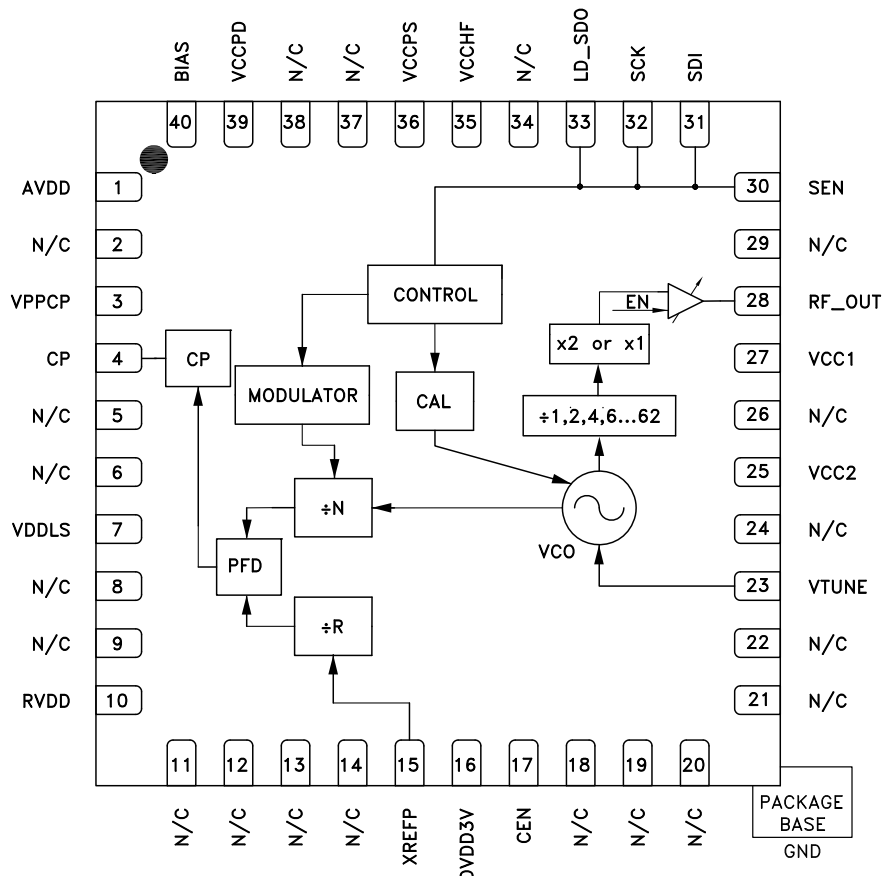 BIAS
VCCPD
N/C
N/C
VCCPS
VCCHF
N/C
LD_SDO
SCK
SDI
40
39
38
37
36
35
34
33
32
31
AVDD 1
30 SEN
N/C 2
29 N/C
CONTROL
VPPCP 3
EN
28 RF_OUT
CP 4
CP
x2 or x1
27 VCC1
MODULATOR
CAL
÷1,2,4,6...62
N/C 5
26 N/C
N/C 6
25 VCC2
÷N
VDDLS 7
VCO
24 N/C
PFD
N/C 8
23 VTUNE
÷R
N/C 9
22 N/C
RVDD 10
21 N/C
11
12
13
14
15
16
17
18
19
20
N/C
N/C
N/C
N/C
XREFP
DVDD3V
CEN
N/C
N/C
N/C
PACKAGE
BASE
GND